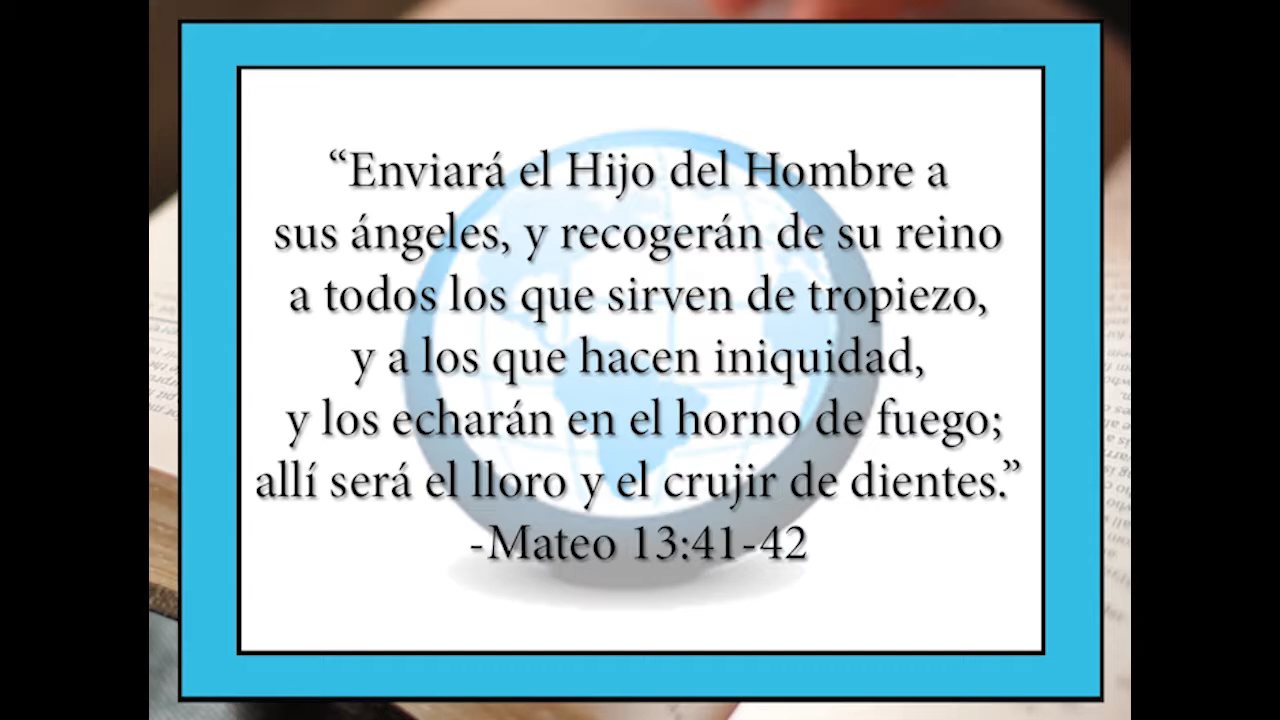 “Enviará el Hijo del Hombre a
sus ángeles, y recogerán de su reino
a todos los que sirven de tropiezo,
y a los que hacen iniquidad,
y los echarán en el horno de fuego;
allí será el lloro y el crujir de dientes.”
-Mateo 13:41-42